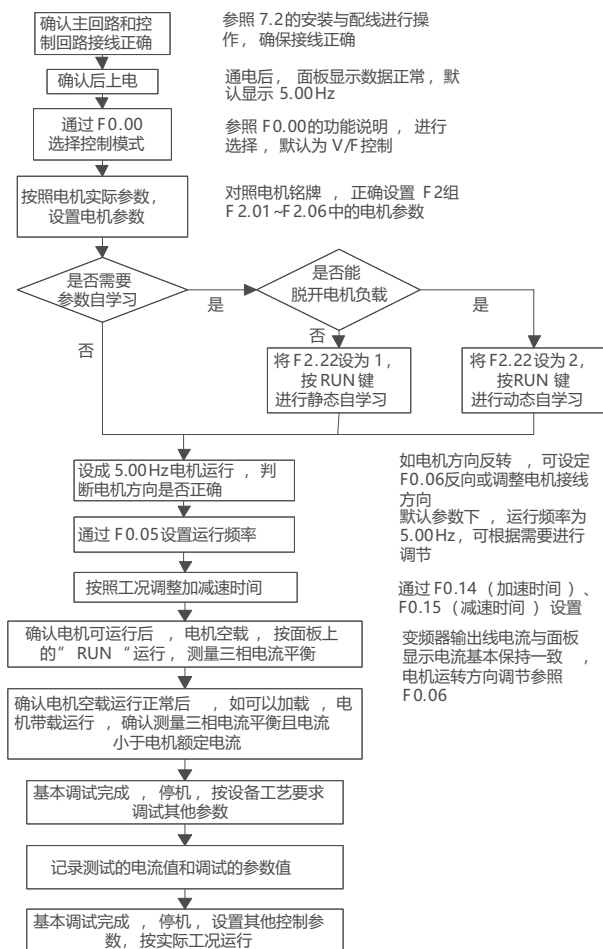 确认主回路和控
制回路接线正确
参照 7.2的安装与配线进行操
作，确保接线正确
确认后上电
通电后，面板显示数据正常，默
认显示 5.00Hz
通过 F0.00
选择控制模式
参照 F0.00的功能说明，进行
选择，默认为 V/F控制
按照电机实际参数，
设置电机参数
对照电机铭牌，正确设置 F2组
F2.01~F2.06中的电机参数
是否需要
参数自学习
是
是否能
脱开电机负载
是
否
否
将 F2.22设为 1，
按 RUN 键
进行静态自学习
将 F2.22设为 2，
按RUN 键
进行动态自学习
设成 5.00Hz电机运行，判
断电机方向是否正确
如电机方向反转，可设定
F0.06反向或调整电机接线
方向
通过 F0.05设置运行频率
默认参数下，运行频率为
5.00Hz，可根据需要进行
调节
按照工况调整加减速时间
通过 F0.14（加速时间）、
F0.15（减速时间）设置
确认电机可运行后，电机空载，按面板上
的” RUN “运行，测量三相电流平衡
变频器输出线电流与面板
显示电流基本保持一致，
电机运转方向调节参照
F0.06
确认电机空载运行正常后，如可以加载，电
机带载运行，确认测量三相电流平衡且电流
小于电机额定电流
基本调试完成，停机，按设备工艺要求
调试其他参数
记录测试的电流值和调试的参数值
基本调试完成，停机，设置其他控制参
数，按实际工况运行